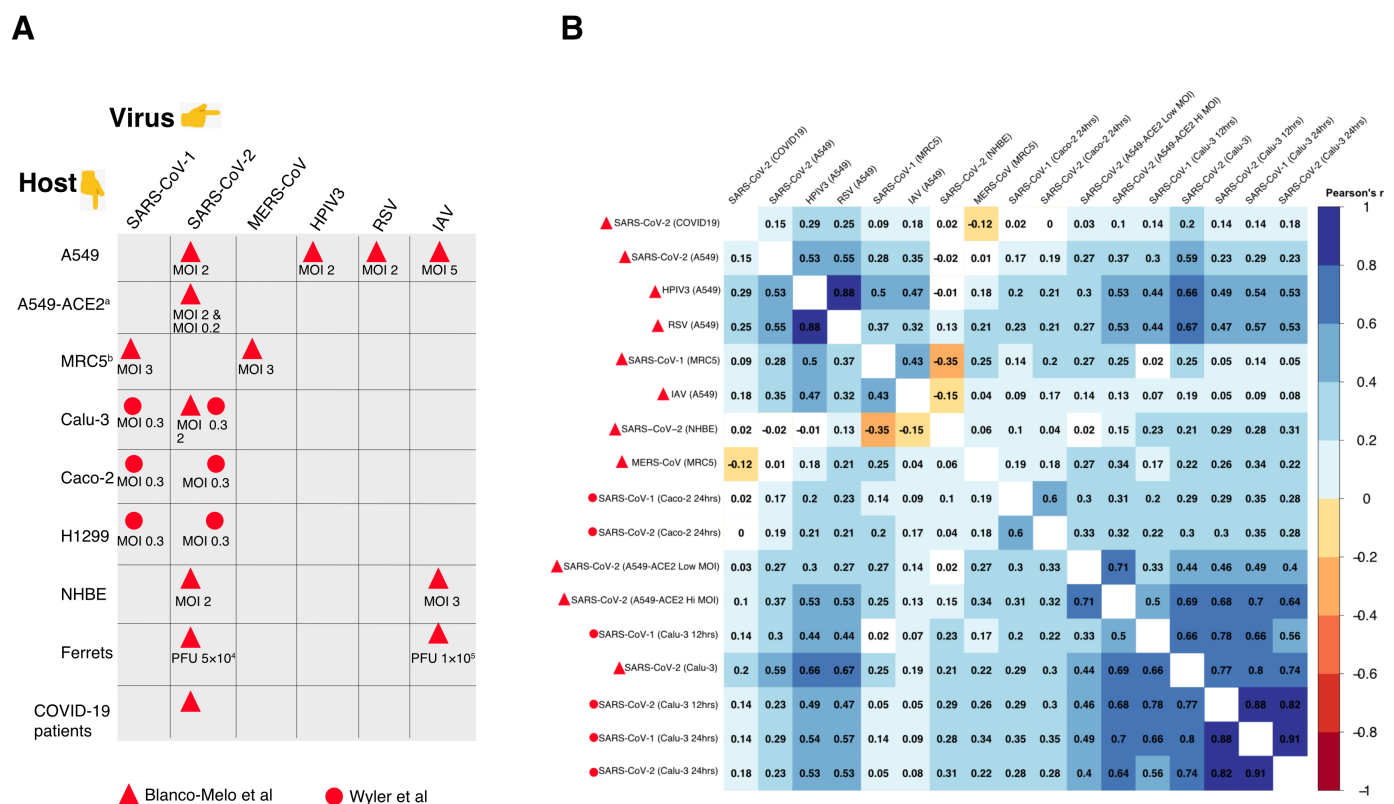 A
B
Virus
Host
SARS-CoV-1
SARS-CoV-2
MERS-CoV
HPIV3
RSV
IAV
A549
MOI 2
MOI 2
MOI 2
MOI 5
A549-ACE2ᵃ
MOI 2 &
MOI 0.2
MRC5ᵇ
MOI 3
MOI 3
Calu-3
MOI 0.3
MOI
2
0.3
Caco-2
MOI 0.3
MOI 0.3
H1299
MOI 0.3
MOI 0.3
NHBE
MOI 2
MOI 3
Ferrets
PFU 5×10⁴
PFU 1×10⁵
COVID-19
patients
Blanco-Melo et al
Wyler et al
SARS-CoV-2 (COVID19)
SARS-CoV-2 (A549)
HPIV3 (A549)
RSV (A549)
SARS-CoV-1 (MRC5)
IAV (A549)
SARS−CoV−2 (NHBE)
MERS-CoV (MRC5)
SARS-CoV-1 (Caco-2 24hrs)
SARS-CoV-2 (Caco-2 24hrs)
SARS-CoV-2 (A549-ACE2 Low MOI)
SARS-CoV-2 (A549-ACE2 Hi MOI)
SARS-CoV-1 (Calu-3 12hrs)
SARS-CoV-2 (Calu-3)
SARS-CoV-2 (Calu-3 12hrs)
SARS-CoV-1 (Calu-3 24hrs)
SARS-CoV-2 (Calu-3 24hrs)
Pearson's r
SARS-CoV-2 (COVID19) 0.15 0.29 0.25 0.09 0.18 0.02 -0.12 0.02 0 0.03 0.1 0.14 0.2 0.14 0.14 0.18
SARS-CoV-2 (A549) 0.15 0.53 0.55 0.28 0.35 -0.02 0.01 0.17 0.19 0.27 0.37 0.3 0.59 0.23 0.29 0.23
HPIV3 (A549) 0.29 0.53 0.88 0.5 0.47 -0.01 0.18 0.2 0.21 0.3 0.53 0.44 0.66 0.49 0.54 0.53
RSV (A549) 0.25 0.55 0.88 0.37 0.32 0.13 0.21 0.23 0.21 0.27 0.53 0.44 0.67 0.47 0.57 0.53
SARS-CoV-1 (MRC5) 0.09 0.28 0.5 0.37 0.43 -0.35 0.25 0.14 0.2 0.27 0.25 0.02 0.25 0.05 0.14 0.05
IAV (A549) 0.18 0.35 0.47 0.32 0.43 -0.15 0.04 0.09 0.17 0.14 0.13 0.07 0.19 0.05 0.09 0.08
SARS−CoV−2 (NHBE) 0.02 -0.02 -0.01 0.13 -0.35 -0.15 0.06 0.1 0.04 0.02 0.15 0.23 0.21 0.29 0.28 0.31
MERS-CoV (MRC5) -0.12 0.01 0.18 0.21 0.25 0.04 0.06 0.19 0.18 0.27 0.34 0.17 0.22 0.26 0.34 0.22
SARS-CoV-1 (Caco-2 24hrs) 0.02 0.17 0.2 0.23 0.14 0.09 0.1 0.19 0.6 0.3 0.31 0.2 0.29 0.29 0.35 0.28
SARS-CoV-2 (Caco-2 24hrs) 0 0.19 0.21 0.21 0.2 0.17 0.04 0.18 0.6 0.33 0.32 0.22 0.3 0.3 0.35 0.28
SARS-CoV-2 (A549-ACE2 Low MOI) 0.03 0.27 0.3 0.27 0.27 0.14 0.02 0.27 0.3 0.33 0.71 0.33 0.44 0.46 0.49 0.4
SARS-CoV-2 (A549-ACE2 Hi MOI) 0.1 0.37 0.53 0.53 0.25 0.13 0.15 0.34 0.31 0.32 0.71 0.5 0.69 0.68 0.7 0.64
SARS-CoV-1 (Calu-3 12hrs) 0.14 0.3 0.44 0.44 0.02 0.07 0.23 0.17 0.2 0.22 0.33 0.5 0.66 0.78 0.66 0.56
SARS-CoV-2 (Calu-3) 0.2 0.59 0.66 0.67 0.25 0.19 0.21 0.22 0.29 0.3 0.44 0.69 0.66 0.77 0.8 0.74
SARS-CoV-2 (Calu-3 12hrs) 0.14 0.23 0.49 0.47 0.05 0.05 0.29 0.26 0.29 0.3 0.46 0.68 0.78 0.77 0.88 0.82
SARS-CoV-1 (Calu-3 24hrs) 0.14 0.29 0.54 0.57 0.14 0.09 0.28 0.34 0.35 0.35 0.49 0.7 0.66 0.8 0.88 0.91
SARS-CoV-2 (Calu-3 24hrs) 0.18 0.23 0.53 0.53 0.05 0.08 0.31 0.22 0.28 0.28 0.4 0.64 0.56 0.74 0.82 0.91
1
0.8
0.6
0.4
0.2
0
−0.2
−0.4
−0.6
−0.8
−1